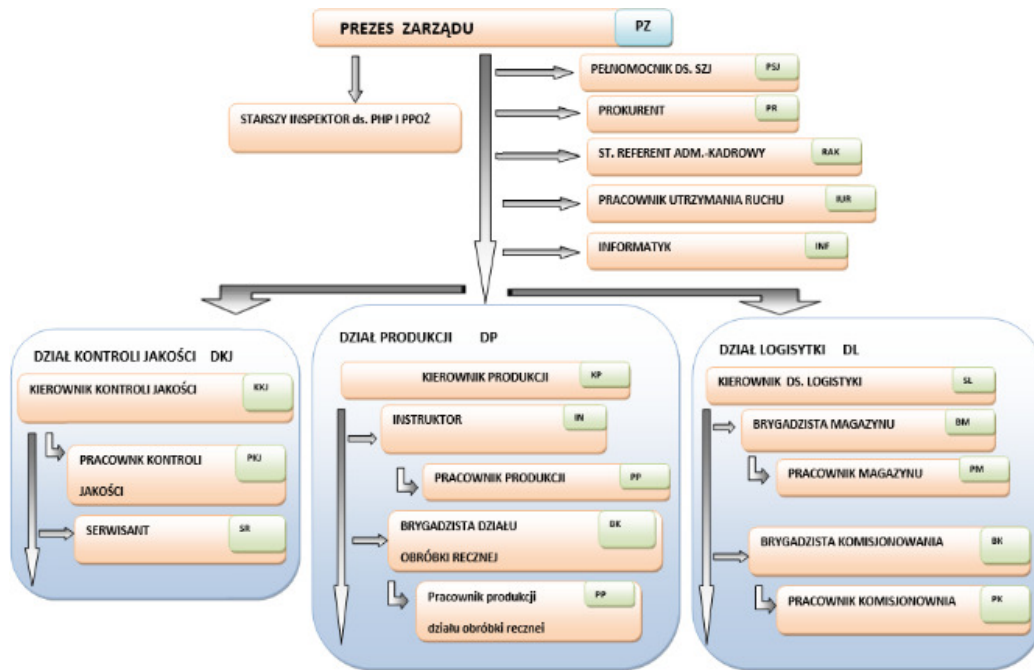 PREZES ZARZĄDU PZ
STARSZY INSPEKTOR ds. PHP I PPOŻ
PEŁNOMOCNIK DS. SZJ PSJ
PROKURENT PR
ST. REFERENT ADM.-KADROWY RAK
PRACOWNIK UTRZYMANIA RUCHU IUR
INFORMATYK INF
DZIAŁ KONTROLI JAKOŚCI DKJ
KIEROWNIK KONTROLI JAKOŚCI KKJ
PRACOWNK KONTROLI PKJ
JAKOŚCI
SERWISANT SR
DZIAŁ PRODUKCJI DP
KIEROWNIK PRODUKCJI KP
INSTRUKTOR IN
PRACOWNIK PRODUKCJI PP
BRYGADZISTA DZIAŁU
OBRÓBKI RECZNEJ
Pracownik produkcji PP
działu obróbki recznei
DZIAŁ LOGISYTKI DL
KIEROWNIK DS. LOGISTYKI SL
BRYGADZISTA MAGAZYNU BM
PRACOWNIK MAGAZYNU PM
BRYGADZISTA KOMISJONOWANIA BK
PRACOWNIK KOMISJONOWNIA PK